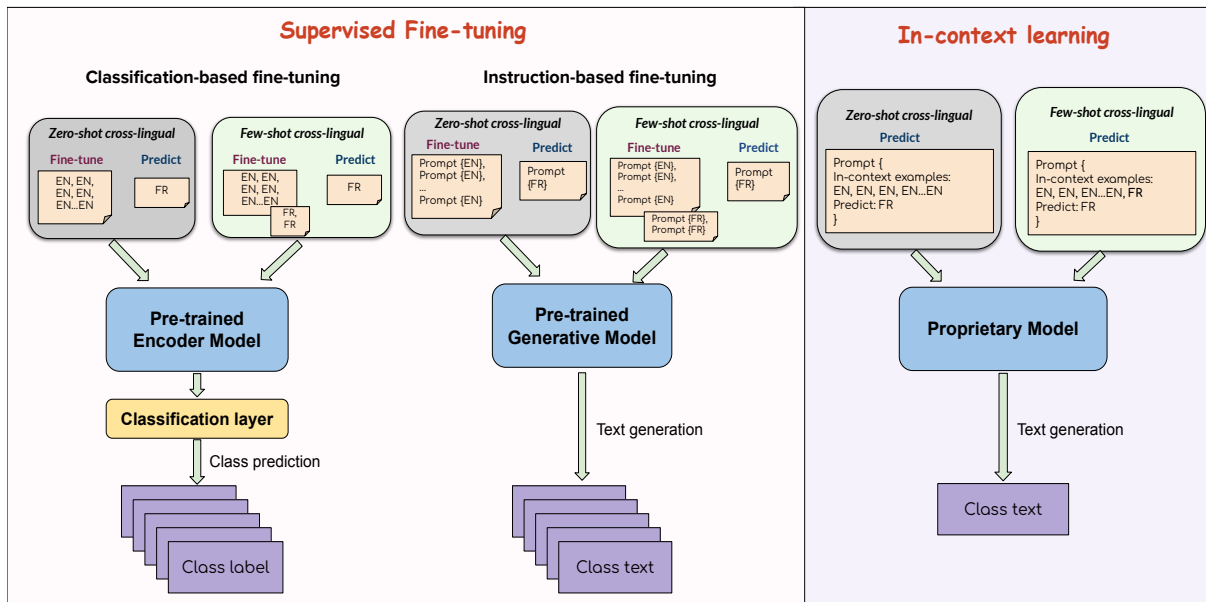 Supervised Fine-tuning
Classification-based fine-tuning
Zero-shot cross-lingual
Fine-tune
EN, EN,
EN, EN,
EN...EN
Predict
FR
Few-shot cross-lingual
Fine-tune
EN, EN,
EN, EN,
EN...EN
FR,
FR
Predict
FR
Pre-trained
Encoder Model
Classification layer
Class prediction
Class label
Instruction-based fine-tuning
Zero-shot cross-lingual
Fine-tune
Prompt {EN},
Prompt {EN},
...
Prompt {EN}
Predict
Prompt
{FR}
Few-shot cross-lingual
Fine-tune
Prompt {EN},
Prompt {EN},
...
Prompt {EN}
Prompt {FR},
Prompt {FR}
Predict
Prompt
{FR}
Pre-trained
Generative Model
Text generation
Class text
In-context learning
Zero-shot cross-lingual
Predict
Prompt {
In-context examples:
EN, EN, EN, EN...EN
Predict: FR
}
Few-shot cross-lingual
Predict
Prompt {
In-context examples:
EN, EN, EN...EN, FR
Predict: FR
}
Proprietary Model
Text generation
Class text